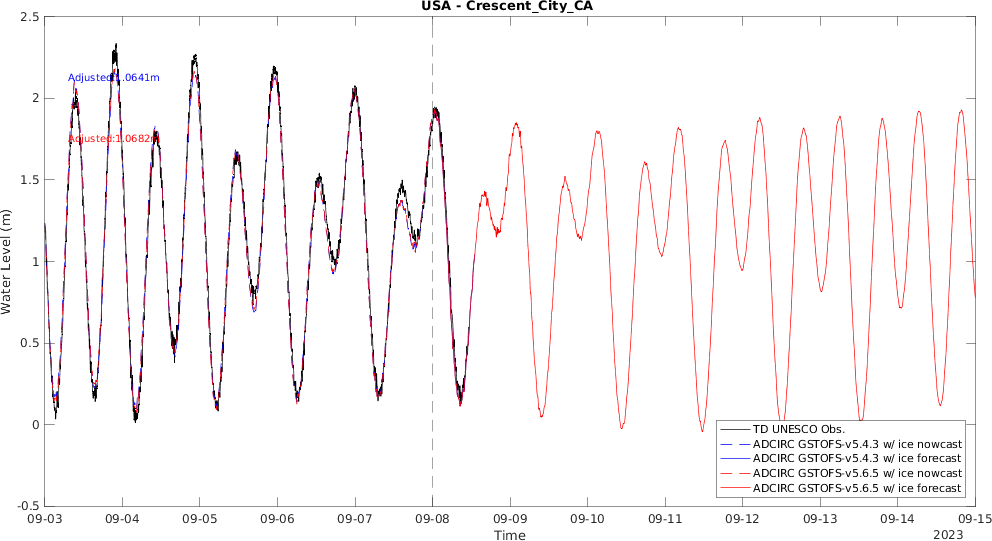 USA - Crescent_City_CA
2.5
2
1.5
1
0.5
0
-0.5
Water Level (m)
Adjusted:1.0641m
Adjusted:1.0682m
TD UNESCO Obs.
ADCIRC GSTOFS-v5.4.3 w/ ice nowcast
ADCIRC GSTOFS-v5.4.3 w/ ice forecast
ADCIRC GSTOFS-v5.6.5 w/ ice nowcast
ADCIRC GSTOFS-v5.6.5 w/ ice forecast
09-03 09-04 09-05 09-06 09-07 09-08 09-09 09-10 09-11 09-12 09-13 09-14 09-15
Time
2023